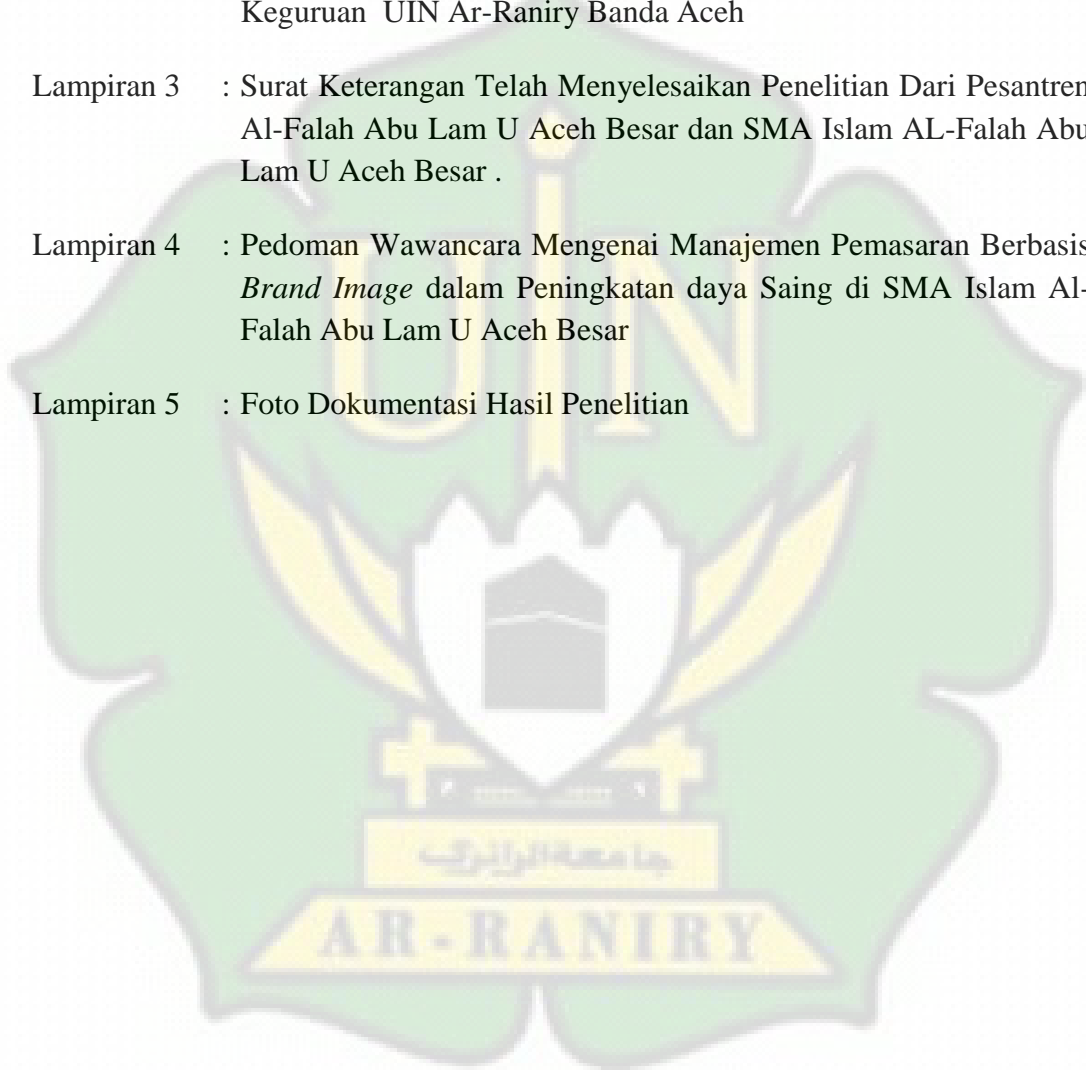 Keguruan UIN Ar-Raniry Banda Aceh
Lampiran 3 : Surat Keterangan Telah Menyelesaikan Penelitian Dari Pesantren
Al-Falah Abu Lam U Aceh Besar dan SMA Islam AL-Falah Abu
Lam U Aceh Besar .
Lampiran 4 : Pedoman Wawancara Mengenai Manajemen Pemasaran Berbasis
Brand Image dalam Peningkatan daya Saing di SMA Islam Al-
Falah Abu Lam U Aceh Besar
Lampiran 5 : Foto Dokumentasi Hasil Penelitian
UIN
جامعة الرانري
AR-RANIRY